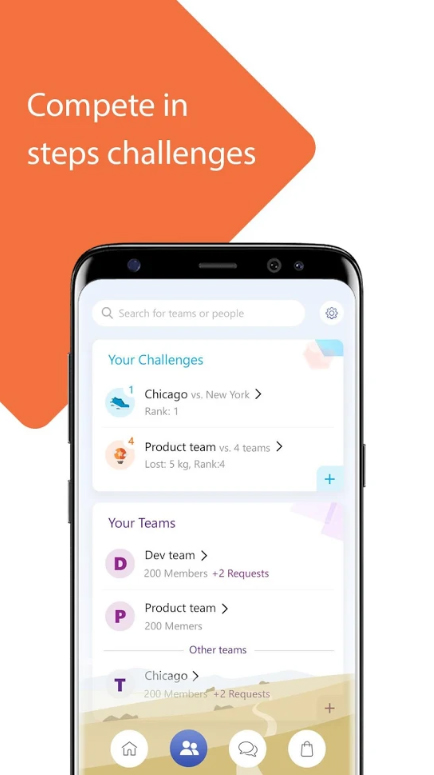 Compete in
steps challenges
Search for teams or people
Your Challenges
1
Chicago vs. New York >
Rank: 1
4
Product team vs. 4 teams >
Lost: 5 kg, Rank:4
+
Your Teams
D
Dev team >
200 Members +2 Requests
P
Product team >
200 Memers
Other teams
T
Chicago >
200 Members +2 Requests
+